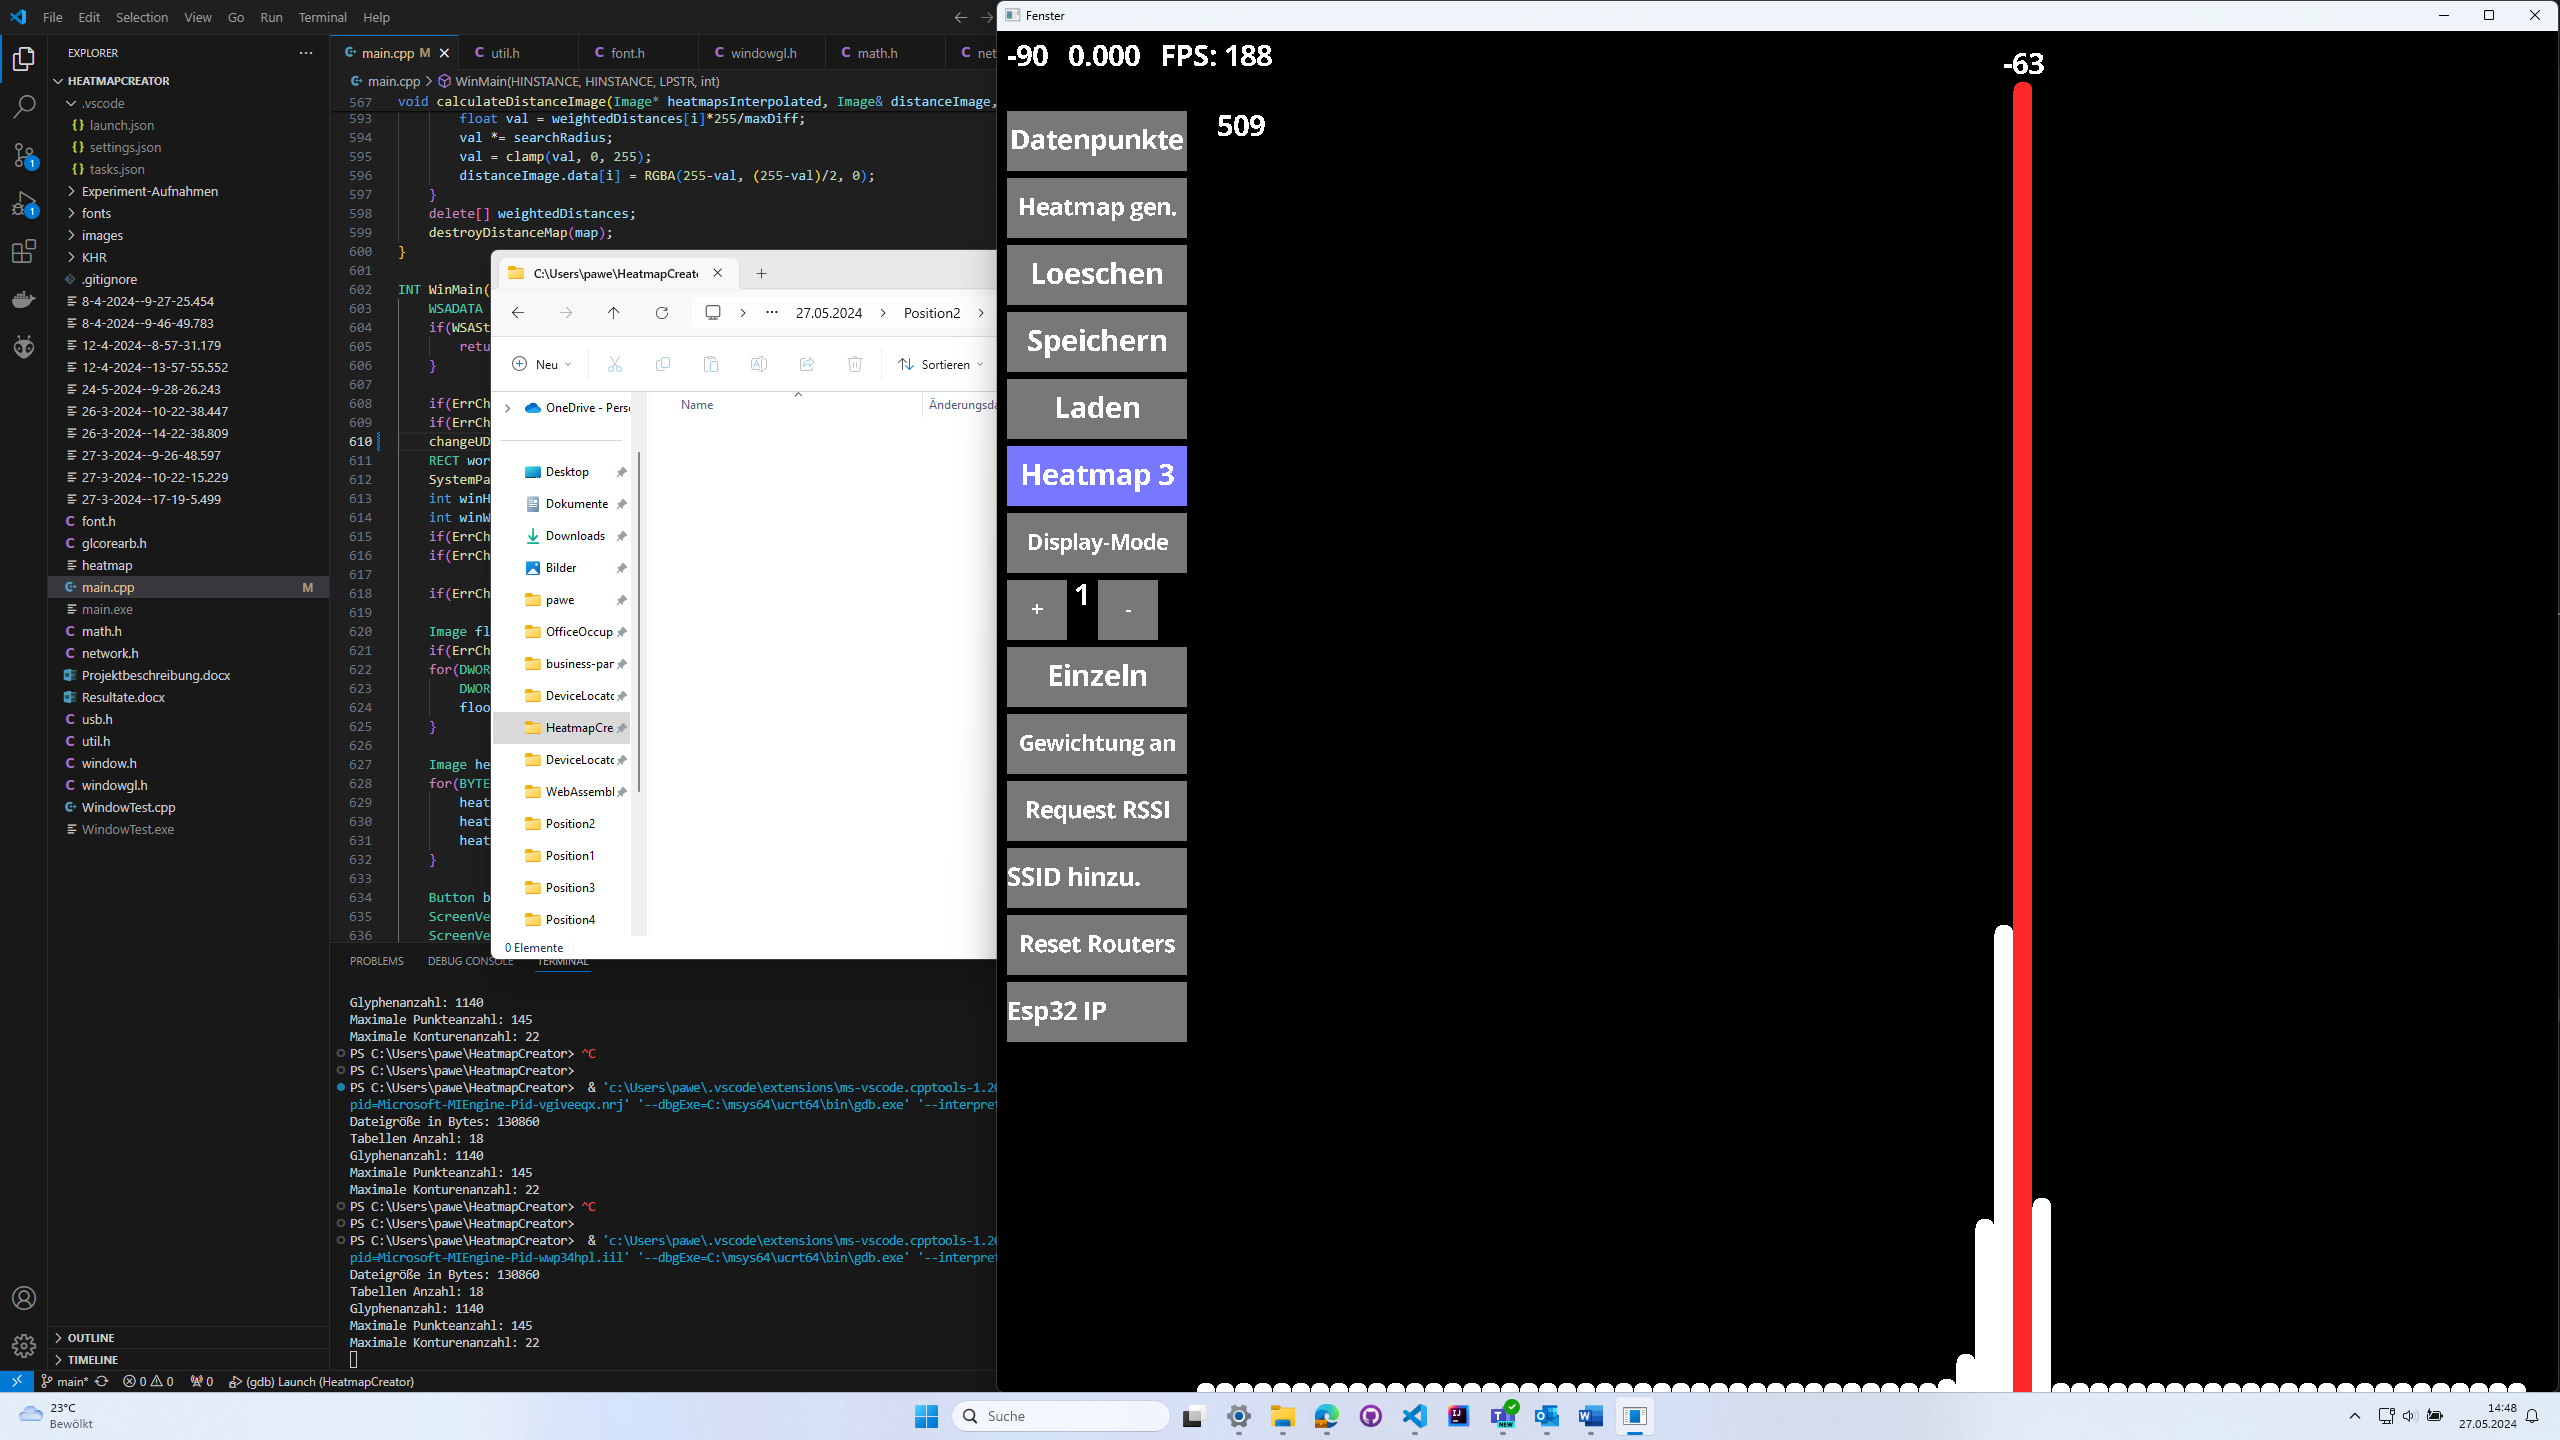 File Edit Selection View Go Run Terminal Help
EXPLORER
HEATMAPCREATOR
.vscode
launch.json
settings.json
tasks.json
Experiment-Aufnahmen
fonts
images
KHR
.gitignore
8-4-2024--9-27-25.454
8-4-2024--9-46-49.783
12-4-2024--8-57-31.179
12-4-2024--13-57-55.552
24-5-2024--9-28-26.243
26-3-2024--10-22-38.447
26-3-2024--14-22-38.809
27-3-2024--9-26-48.597
27-3-2024--10-22-15.229
27-3-2024--17-19-5.499
font.h
glcorearb.h
heatmap
main.cpp M
main.exe
math.h
network.h
Projektbeschreibung.docx
Resultate.docx
usb.h
util.h
window.h
windowgl.h
WindowTest.cpp
WindowTest.exe
OUTLINE
TIMELINE
main.cpp M util.h font.h windowgl.h math.h net
main.cpp > WinMain(HINSTANCE, HINSTANCE, LPSTR, int)
567 void calculateDistanceImage(Image* heatmapsInterpolated, Image& distanceImage,
593 float val = weightedDistances[i]*255/maxDiff;
594 val *= searchRadius;
595 val = clamp(val, 0, 255);
596 distanceImage.data[i] = RGBA(255-val, (255-val)/2, 0);
597 }
598 delete[] weightedDistances;
599 destroyDistanceMap(map);
600 }
601
602 INT WinMain(
603 WSADATA
604 if(WSASt
605 retu
606 }
607
608 if(ErrCh
609 if(ErrCh
610 changeUD
611 RECT wor
612 SystemPa
613 int winH
614 int winW
615 if(ErrCh
616 if(ErrCh
617
618 if(ErrCh
619
620 Image fl
621 if(ErrCh
622 for(DWOR
623 DWOR
624 floo
625 }
626
627 Image he
628 for(BYTE
629 heat
630 heat
631 heat
632 }
633
634 Button b
635 ScreenVe
636 ScreenVe
C:\Users\pawe\HeatmapCreato
27.05.2024 > Position2 >
Neu Sortieren
OneDrive - Perso
Desktop
Dokumente
Downloads
Bilder
pawe
OfficeOccup
business-par
DeviceLocato
HeatmapCre
DeviceLocato
WebAssembl
Position2
Position1
Position3
Position4
Name Änderungsda
0 Elemente
PROBLEMS DEBUG CONSOLE TERMINAL
Glyphenanzahl: 1140
Maximale Punkteanzahl: 145
Maximale Konturenanzahl: 22
PS C:\Users\pawe\HeatmapCreator> ^C
PS C:\Users\pawe\HeatmapCreator>
PS C:\Users\pawe\HeatmapCreator> & 'c:\Users\pawe\.vscode\extensions\ms-vscode.cpptools-1.20
pid=Microsoft-MIEngine-Pid-vgiveeqx.nrj' '--dbgExe=C:\msys64\ucrt64\bin\gdb.exe' '--interpret
Dateigröße in Bytes: 130860
Tabellen Anzahl: 18
Glyphenanzahl: 1140
Maximale Punkteanzahl: 145
Maximale Konturenanzahl: 22
PS C:\Users\pawe\HeatmapCreator> ^C
PS C:\Users\pawe\HeatmapCreator>
PS C:\Users\pawe\HeatmapCreator> & 'c:\Users\pawe\.vscode\extensions\ms-vscode.cpptools-1.20
pid=Microsoft-MIEngine-Pid-wwp34hpl.iil' '--dbgExe=C:\msys64\ucrt64\bin\gdb.exe' '--interpret
Dateigröße in Bytes: 130860
Tabellen Anzahl: 18
Glyphenanzahl: 1140
Maximale Punkteanzahl: 145
Maximale Konturenanzahl: 22
main* 0 0 0 (gdb) Launch (HeatmapCreator)
Fenster
-90 0.000 FPS: 188
-63
509
Datenpunkte
Heatmap gen.
Loeschen
Speichern
Laden
Heatmap 3
Display-Mode
+ 1 -
Einzeln
Gewichtung an
Request RSSI
SSID hinzu.
Reset Routers
Esp32 IP
23°C
Bewölkt
Suche
14:48
27.05.2024